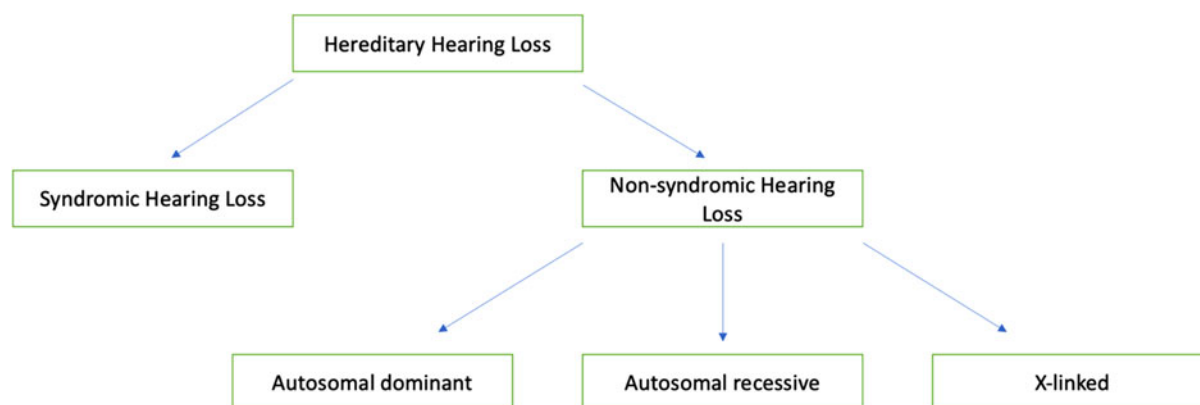 Hereditary Hearing Loss
Syndromic Hearing Loss
Non-syndromic Hearing
Loss
Autosomal dominant
Autosomal recessive
X-linked